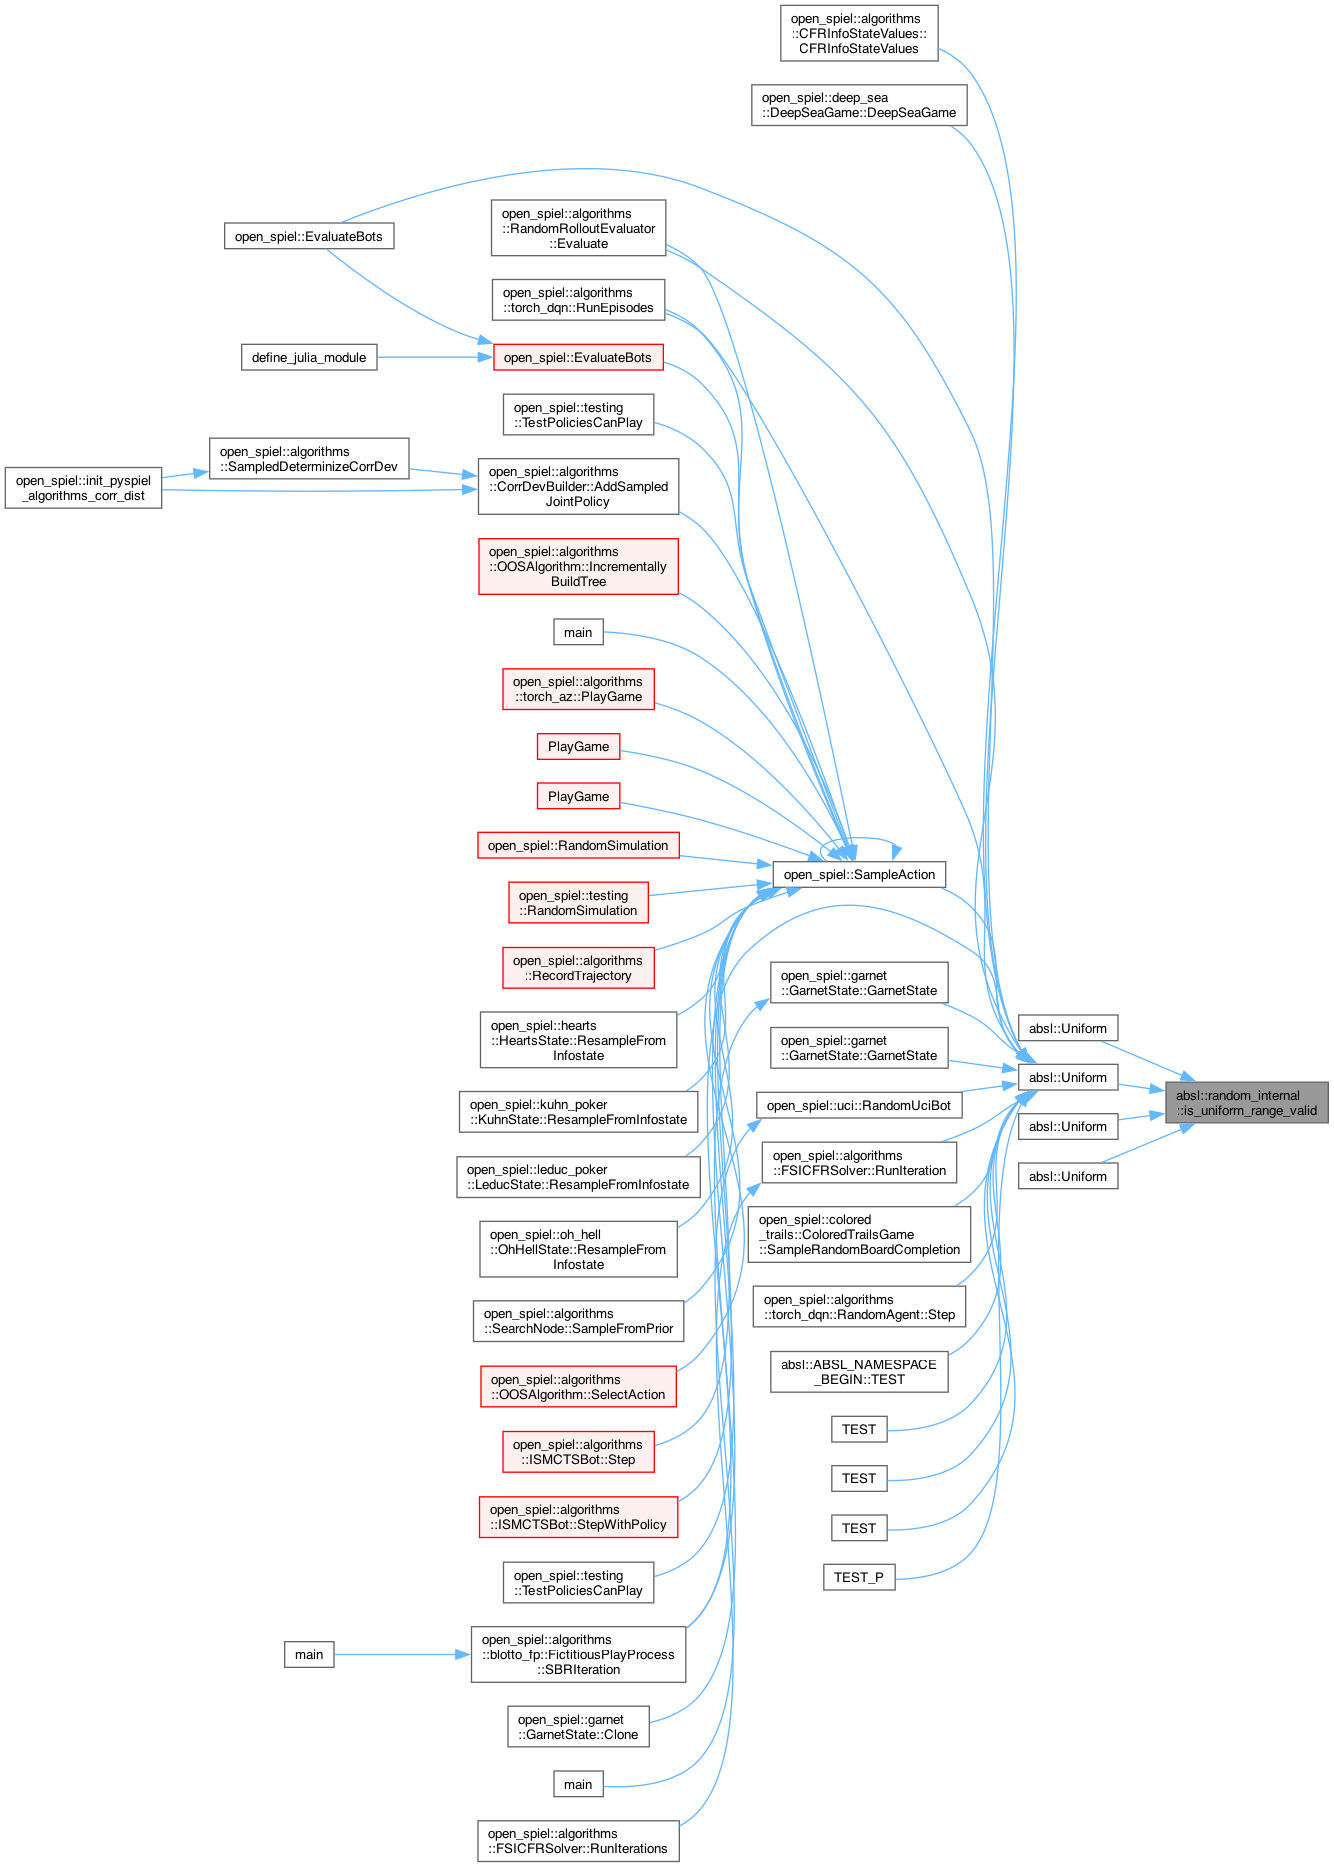 open_spiel::algorithms
::CFRInfoStateValues::
CFRInfoStateValues
open_spiel::deep_sea
::DeepSeaGame::DeepSeaGame
open_spiel::EvaluateBots
open_spiel::algorithms
::RandomRolloutEvaluator
::Evaluate
open_spiel::algorithms
::torch_dqn::RunEpisodes
define_julia_module
open_spiel::EvaluateBots
open_spiel::testing
::TestPoliciesCanPlay
open_spiel::init_pyspiel
_algorithms_corr_dist
open_spiel::algorithms
::SampledDeterminizeCorrDev
open_spiel::algorithms
::CorrDevBuilder::AddSampled
JointPolicy
open_spiel::algorithms
::OOSAlgorithm::Incrementally
BuildTree
main
open_spiel::algorithms
::torch_az::PlayGame
PlayGame
PlayGame
open_spiel::RandomSimulation
open_spiel::SampleAction
open_spiel::testing
::RandomSimulation
open_spiel::algorithms
::RecordTrajectory
open_spiel::garnet
::GarnetState::GarnetState
open_spiel::hearts
::HeartsState::ResampleFrom
Infostate
open_spiel::garnet
::GarnetState::GarnetState
absl::Uniform
absl::Uniform
absl::Uniform
absl::Uniform
absl::random_internal
::is_uniform_range_valid
open_spiel::kuhn_poker
::KuhnState::ResampleFromInfostate
open_spiel::uci::RandomUciBot
open_spiel::leduc_poker
::LeducState::ResampleFromInfostate
open_spiel::algorithms
::FSICFRSolver::RunIteration
open_spiel::oh_hell
::OhHellState::ResampleFrom
Infostate
open_spiel::colored
_trails::ColoredTrailsGame
::SampleRandomBoardCompletion
open_spiel::algorithms
::SearchNode::SampleFromPrior
open_spiel::algorithms
::torch_dqn::RandomAgent::Step
open_spiel::algorithms
::OOSAlgorithm::SelectAction
absl::ABSL_NAMESPACE
_BEGIN::TEST
open_spiel::algorithms
::ISMCTSBot::Step
TEST
open_spiel::algorithms
::ISMCTSBot::StepWithPolicy
TEST
TEST
open_spiel::testing
::TestPoliciesCanPlay
TEST_P
main
open_spiel::algorithms
::blotto_fp::FictitiousPlayProcess
::SBRIteration
open_spiel::garnet
::GarnetState::Clone
main
open_spiel::algorithms
::FSICFRSolver::RunIterations